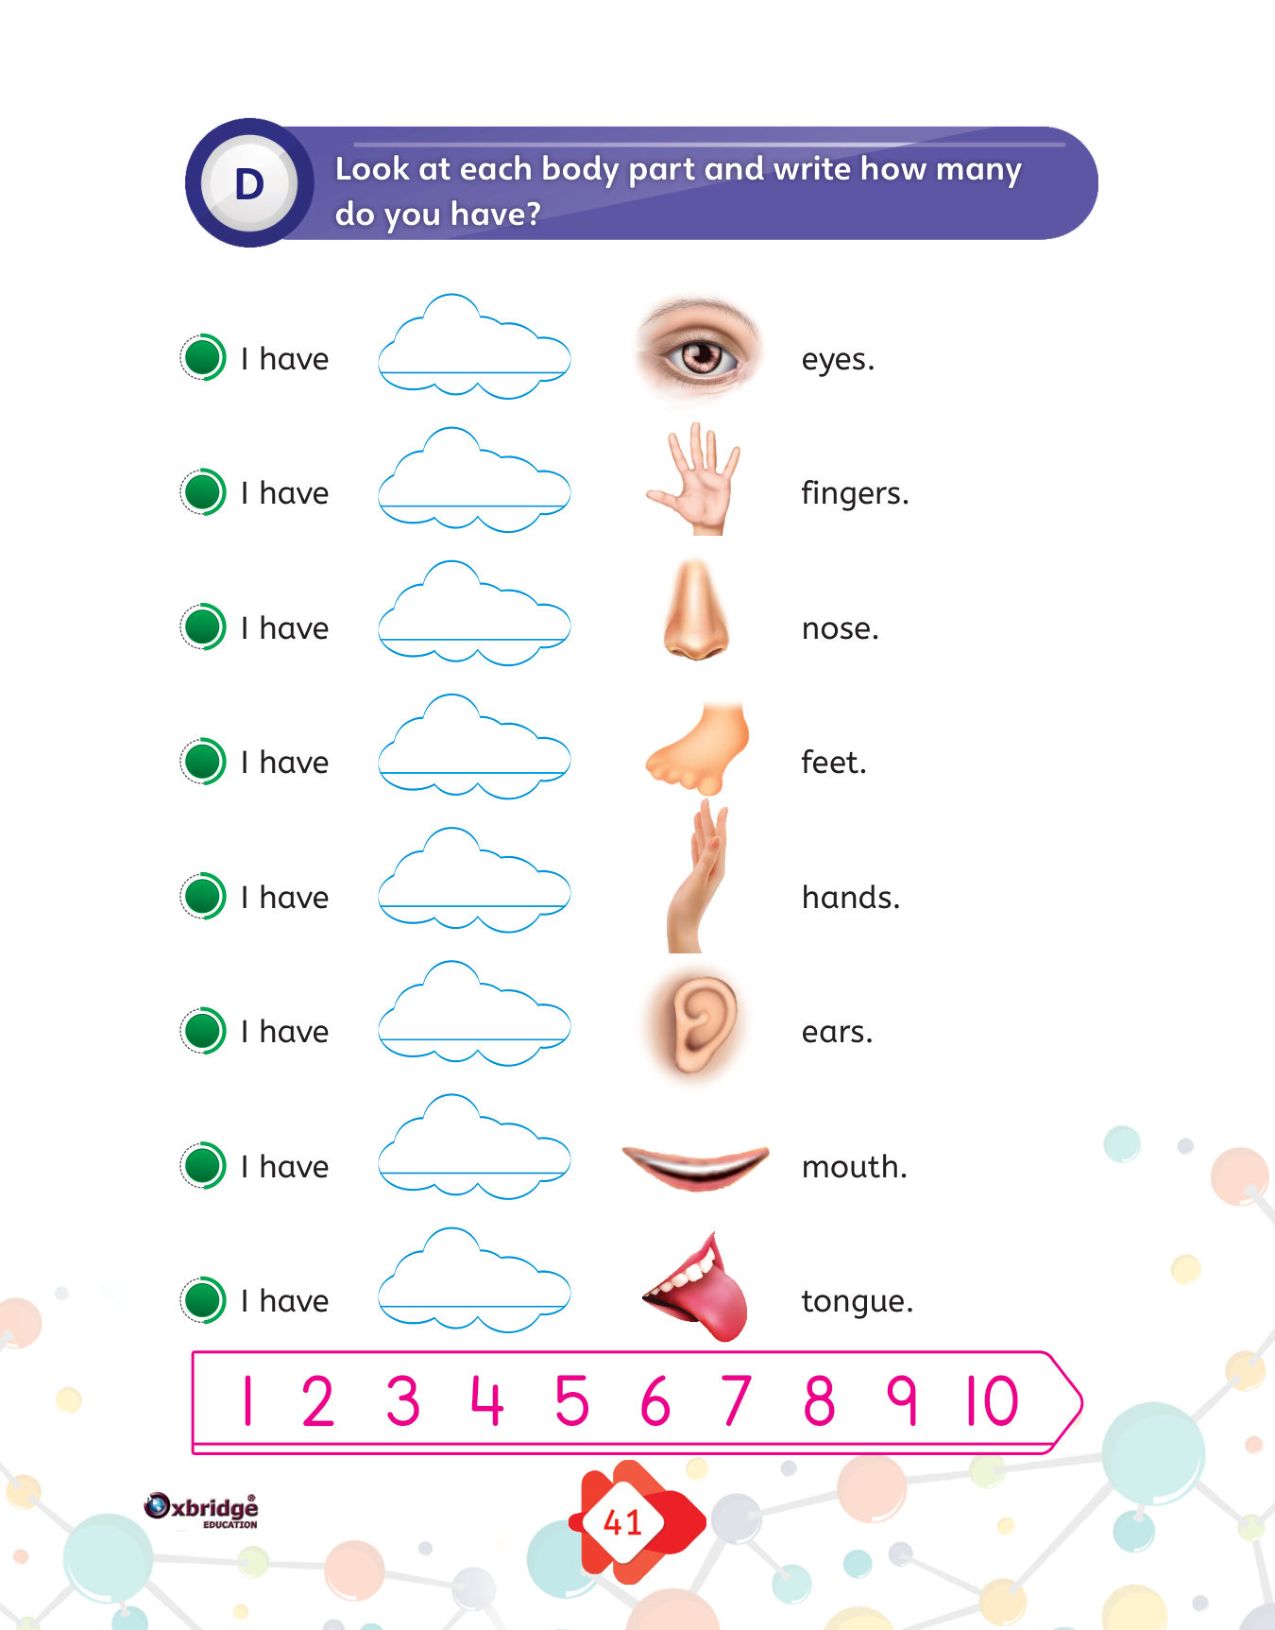 D
Look at each body part and write how many
do you have?
I have eyes.
I have fingers.
I have nose.
I have feet.
I have hands.
I have ears.
I have mouth.
I have tongue.
1 2 3 4 5 6 7 8 9 10
Oxbridge®
EDUCATION
41